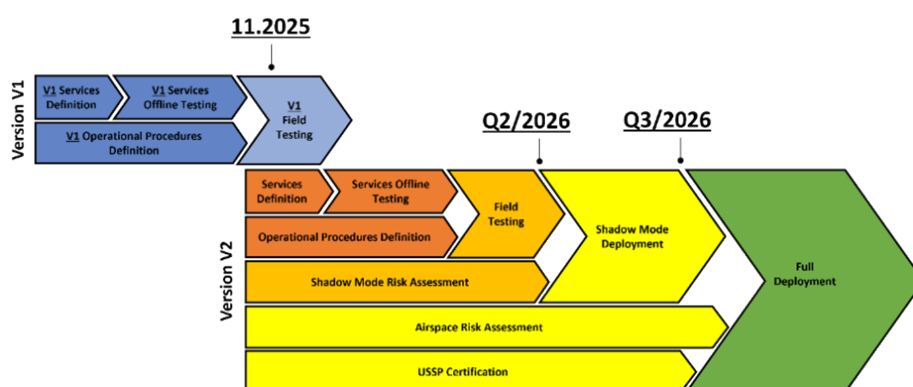 11.2025
Version V1
V1 Services
Definition
V1 Services
Offline Testing
V1 Operational Procedures
Definition
V1
Field
Testing
Q2/2026
Q3/2026
Version V2
Services
Definition
Services Offline
Testing
Operational Procedures Definition
Field
Testing
Shadow Mode Risk Assessment
Shadow Mode
Deployment
Airspace Risk Assessment
USSP Certification
Full
Deployment